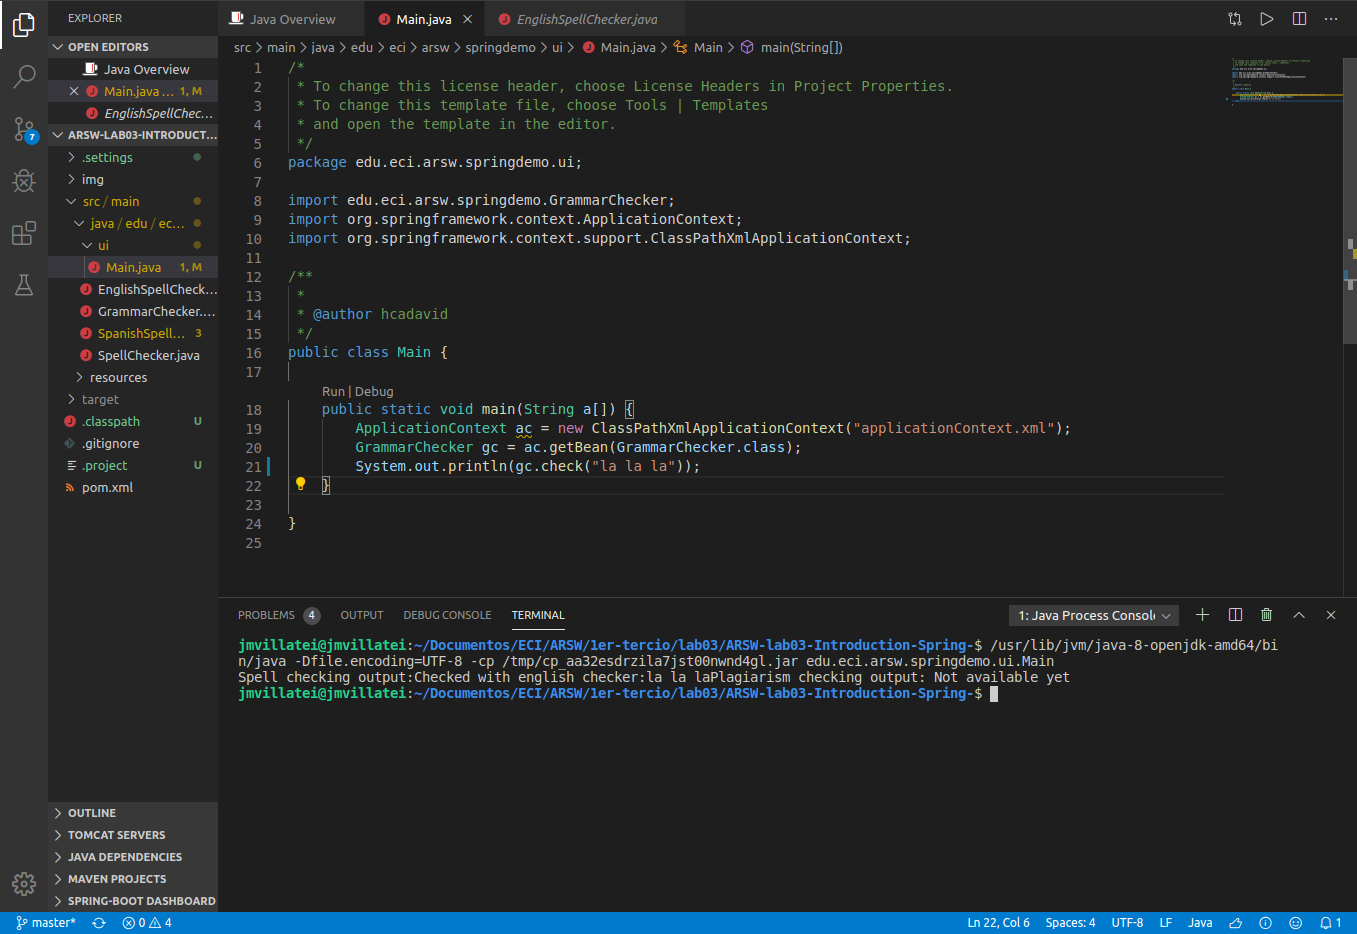 EXPLORER
OPEN EDITORS
Java Overview
Main.java ... 1, M
EnglishSpellChec...
ARSW-LAB03-INTRODUCT...
.settings
img
src / main
java / edu / ec...
ui
Main.java 1, M
EnglishSpellCheck...
GrammarChecker....
SpanishSpell... 3
SpellChecker.java
resources
target
.classpath U
.gitignore
.project U
pom.xml
OUTLINE
TOMCAT SERVERS
JAVA DEPENDENCIES
MAVEN PROJECTS
SPRING-BOOT DASHBOARD
7
Java Overview Main.java EnglishSpellChecker.java
src > main > java > edu > eci > arsw > springdemo > ui > Main.java > Main > main(String[])
1 /*
2 * To change this license header, choose License Headers in Project Properties.
3 * To change this template file, choose Tools | Templates
4 * and open the template in the editor.
5 */
6 package edu.eci.arsw.springdemo.ui;
7
8 import edu.eci.arsw.springdemo.GrammarChecker;
9 import org.springframework.context.ApplicationContext;
10 import org.springframework.context.support.ClassPathXmlApplicationContext;
11
12 /**
13 *
14 * @author hcadavid
15 */
16 public class Main {
17
Run | Debug
18 public static void main(String a[]) {
19 ApplicationContext ac = new ClassPathXmlApplicationContext("applicationContext.xml");
20 GrammarChecker gc = ac.getBean(GrammarChecker.class);
21 System.out.println(gc.check("la la la"));
22 }
23
24 }
25
PROBLEMS 4 OUTPUT DEBUG CONSOLE TERMINAL 1: Java Process Consol
jmvillatei@jmvillatei:~/Documentos/ECI/ARSW/1er-tercio/lab03/ARSW-lab03-Introduction-Spring-$ /usr/lib/jvm/java-8-openjdk-amd64/bi
n/java -Dfile.encoding=UTF-8 -cp /tmp/cp_aa32esdrzila7jst00nwnd4gl.jar edu.eci.arsw.springdemo.ui.Main
Spell checking output:Checked with english checker:la la laPlagiarism checking output: Not available yet
jmvillatei@jmvillatei:~/Documentos/ECI/ARSW/1er-tercio/lab03/ARSW-lab03-Introduction-Spring-$
master* 0 4 Ln 22, Col 6 Spaces: 4 UTF-8 LF Java 1